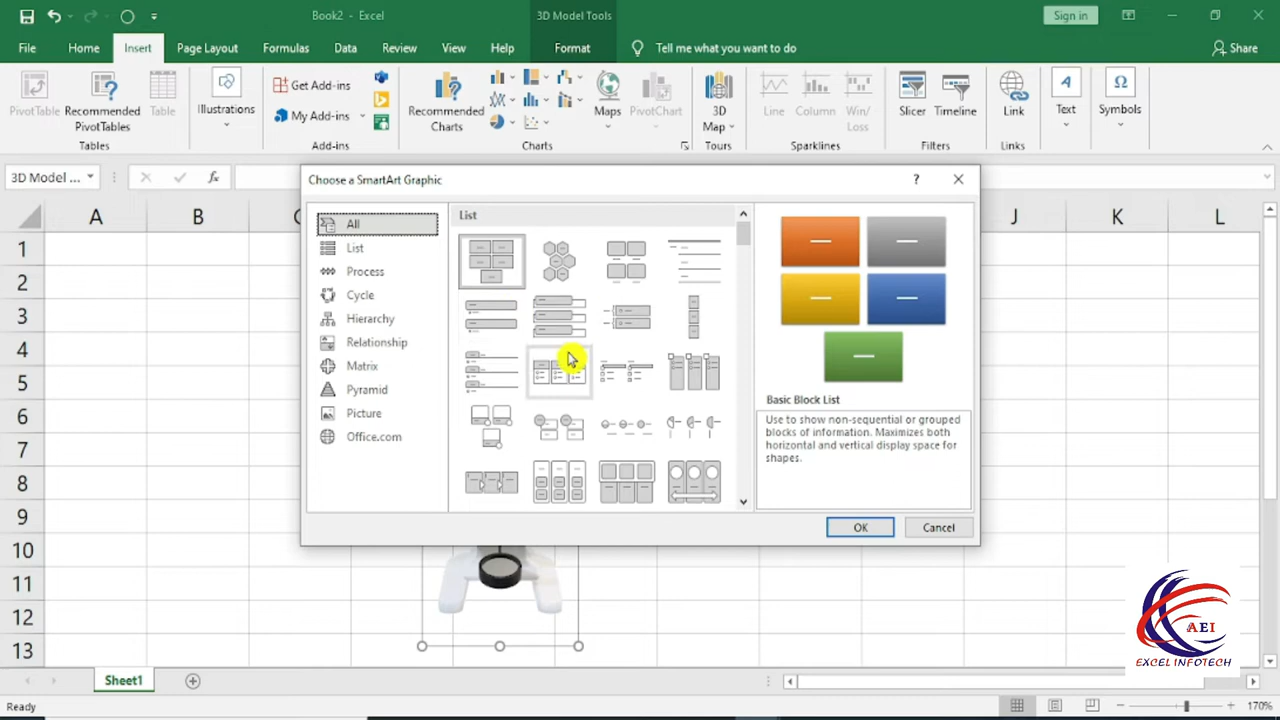 Book2 - Excel
3D Model Tools
Sign in
File
Home
Insert
Page Layout
Formulas
Data
Review
View
Help
Format
Tell me what you want to do
Share
PivotTable
Recommended
PivotTables
Table
Illustrations
Get Add-ins
My Add-ins
Recommended
Charts
Maps
PivotChart
3D
Map
Line
Column
Win/
Loss
Slicer
Timeline
Link
Text
Symbols
Tables
Add-ins
Charts
Tours
Sparklines
Filters
Links
3D Model ...
fx
Choose a SmartArt Graphic
?
A
B
J
K
L
1
2
3
4
5
6
7
8
9
10
11
12
13
All
List
Process
Cycle
Hierarchy
Relationship
Matrix
Pyramid
Picture
Office.com
List
Basic Block List
Use to show non-sequential or grouped
blocks of information. Maximizes both
horizontal and vertical display space for
shapes.
OK
Cancel
AEI
EXCEL INFOTECH
Sheet1
Ready
170%